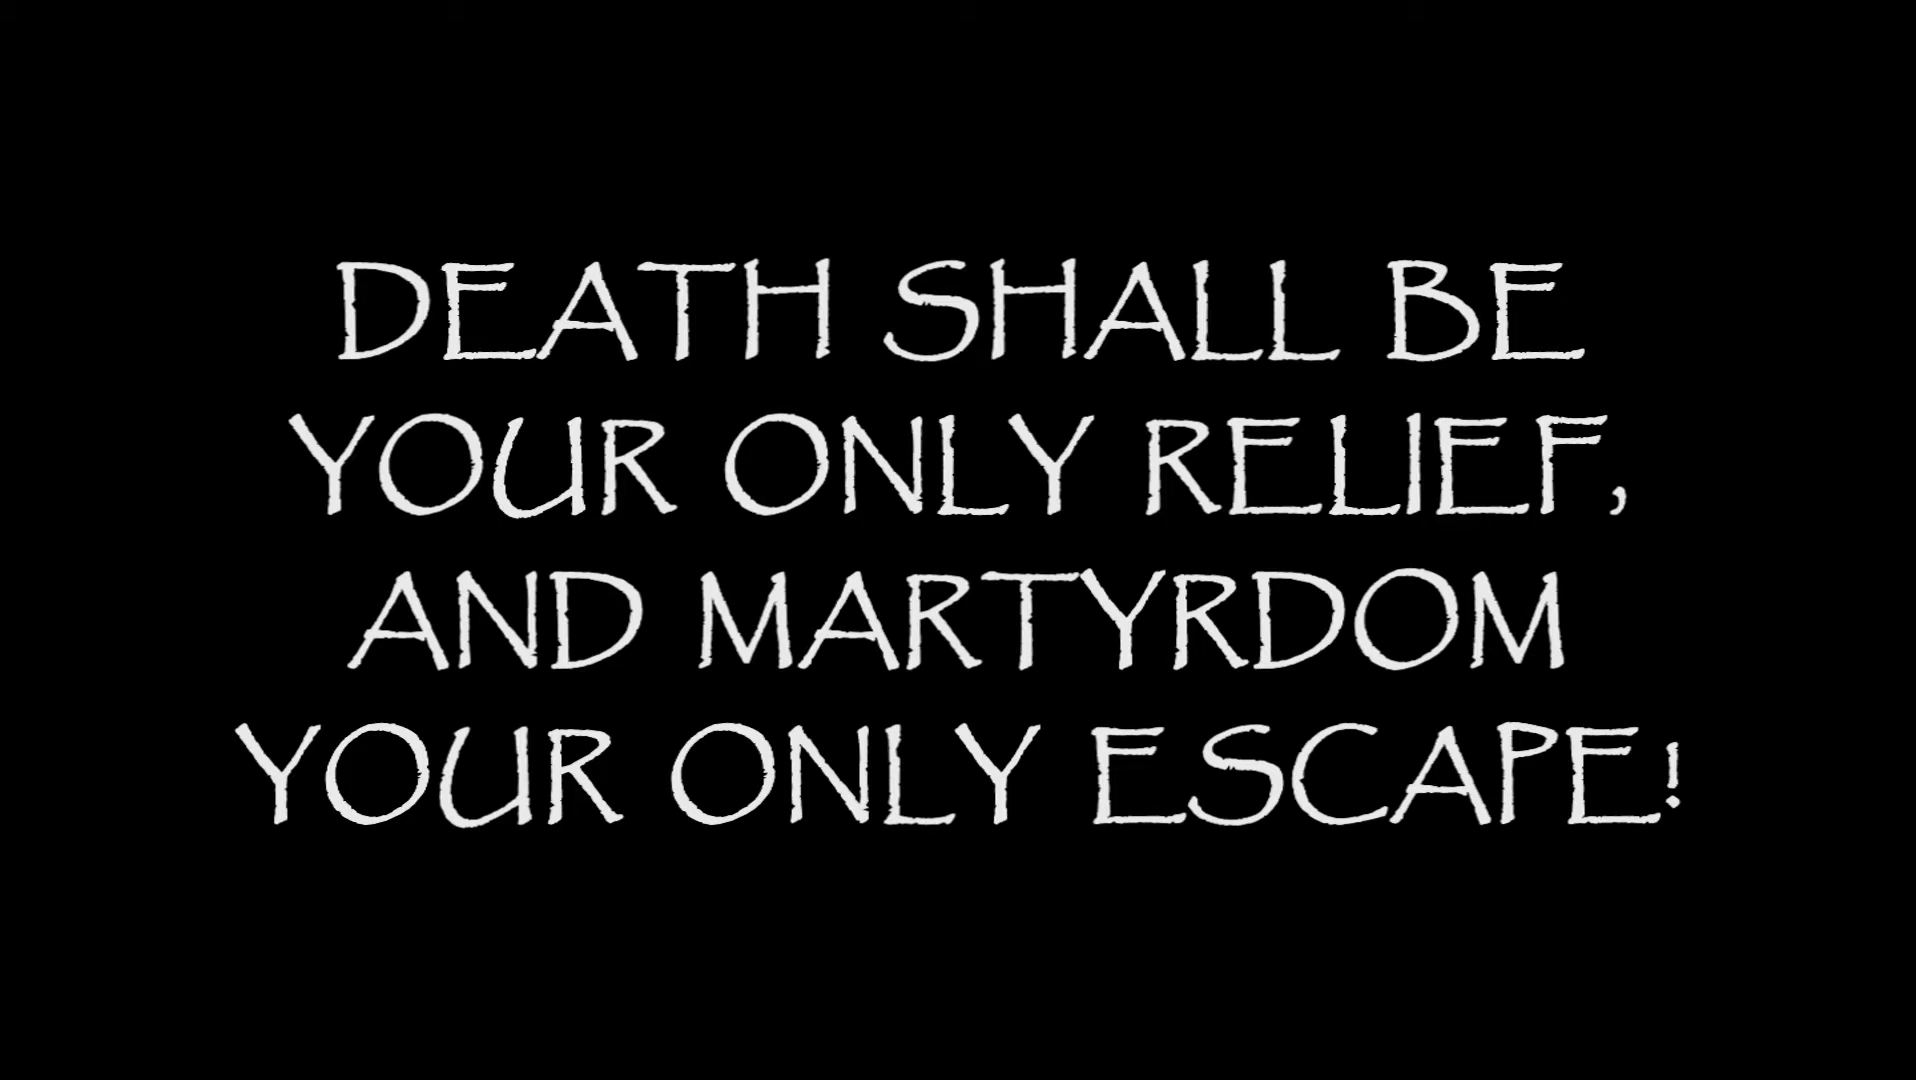 DEATH SHALL BE
YOUR ONLY RELIEF,
AND MARTYRDOM
YOUR ONLY ESCAPE!